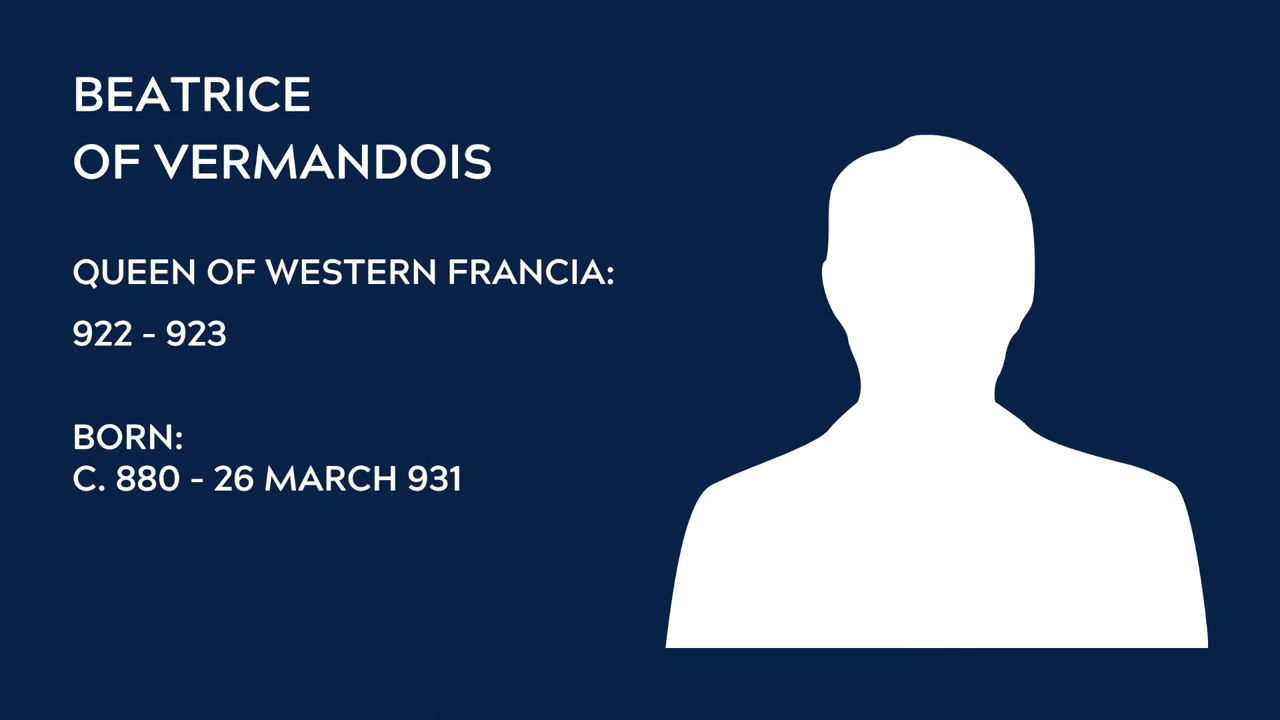 BEATRICE
OF VERMANDOIS
QUEEN OF WESTERN FRANCIA:
922 - 923
BORN:
C. 880 - 26 MARCH 931